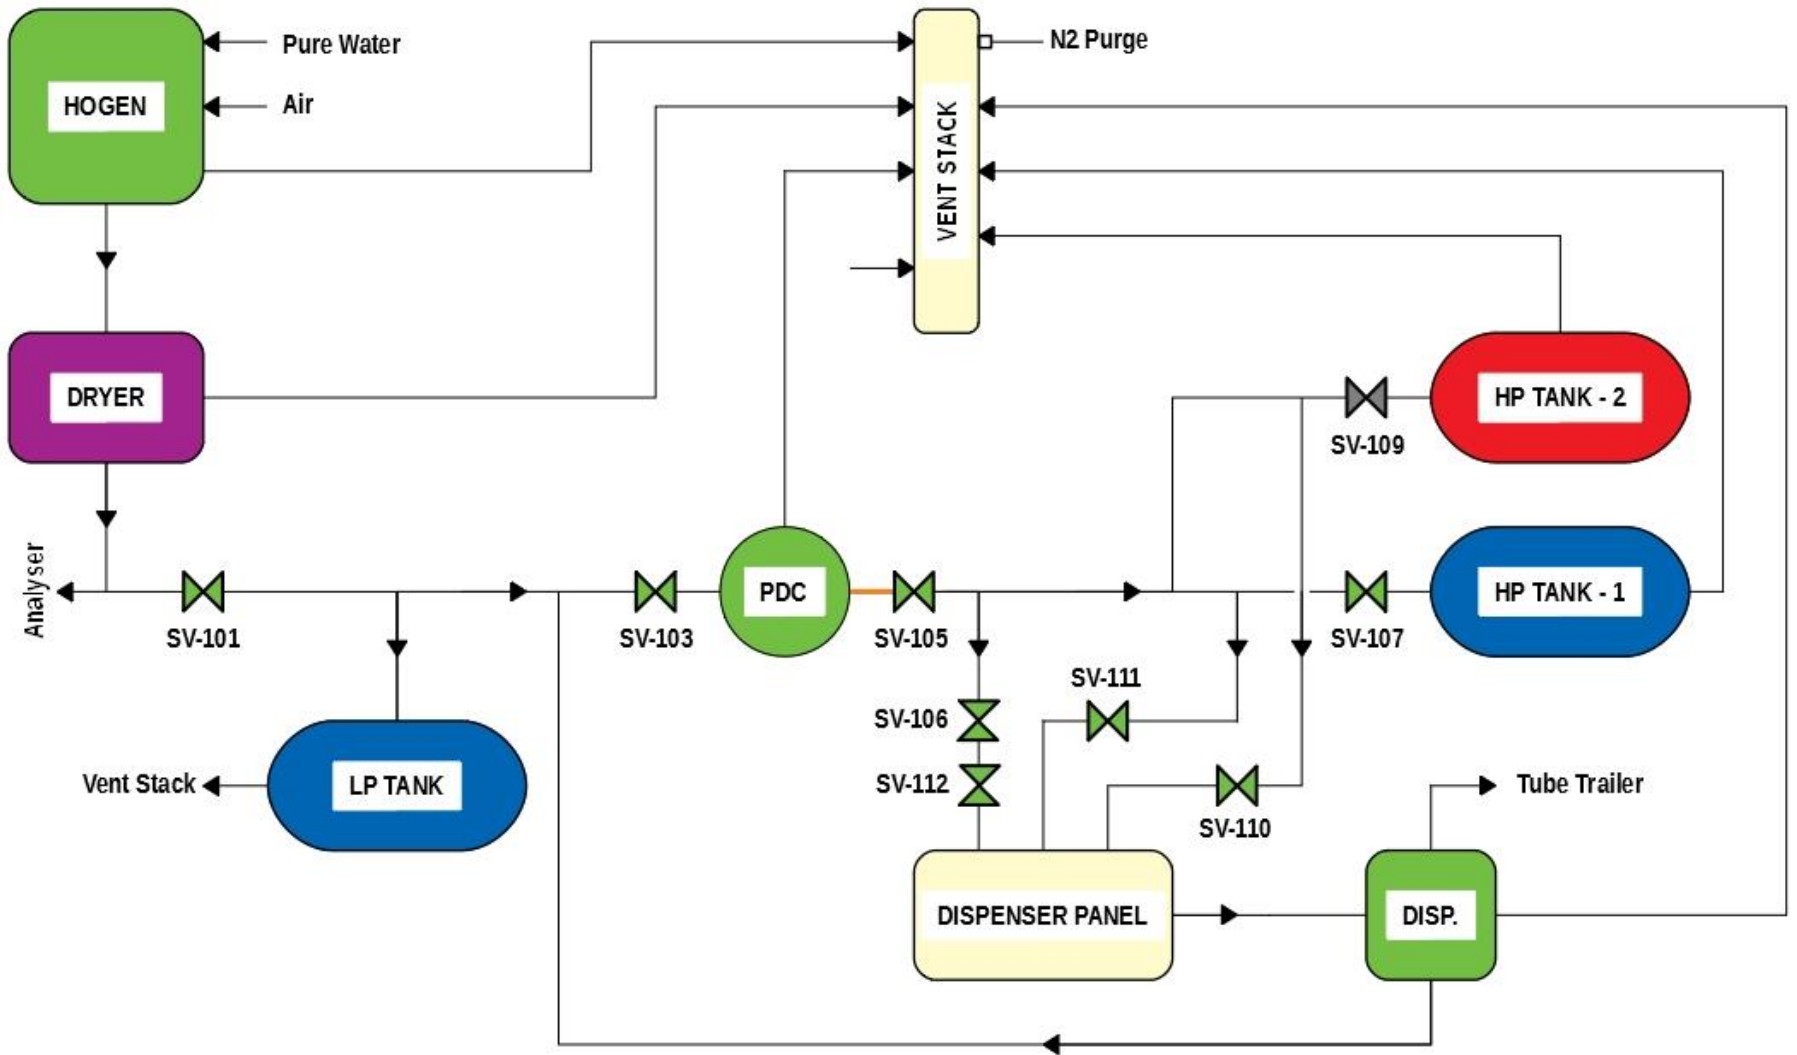 Pure Water
N2 Purge
HOGEN
Air
VENT STACK
DRYER
HP TANK - 2
SV-109
Analyser
PDC
HP TANK - 1
SV-101
SV-103
SV-105
SV-107
SV-111
SV-106
Vent Stack
LP TANK
SV-112
Tube Trailer
SV-110
DISPENSER PANEL
DISP.